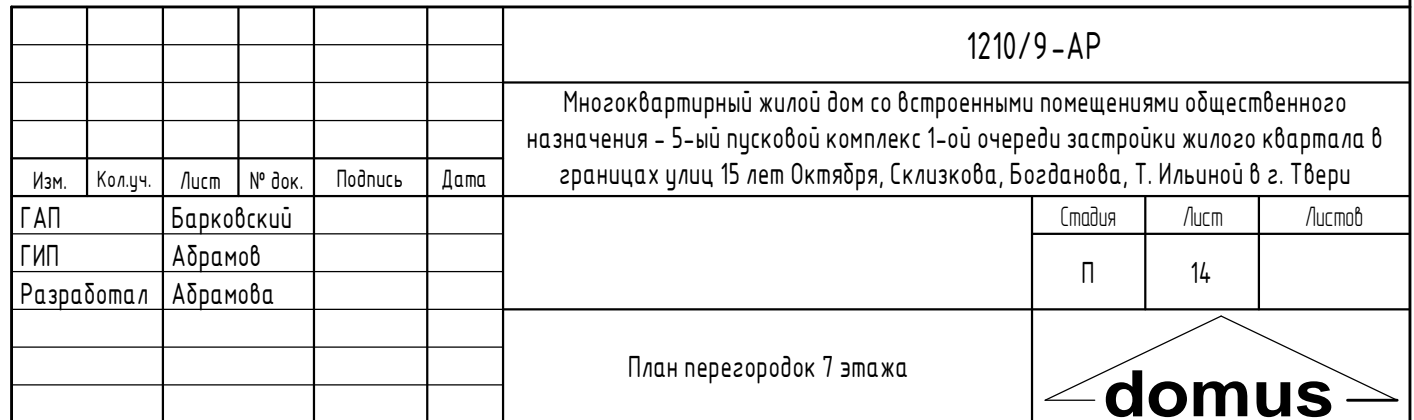 1210/9-АР
Многоквартирный жилой дом со встроенными помещениями общественного
назначения - 5-ый пусковой комплекс 1-ой очереди застройки жилого квартала в
границах улиц 15 лет Октября, Склизкова, Богданова, Т. Ильиной в г. Твери
Изм. Кол.уч. Лист № док. Подпись Дата
ГАП Барковский
ГИП Абрамов
Разработал Абрамова
Стадия Лист Листов
П 14
План перегородок 7 этажа
domus